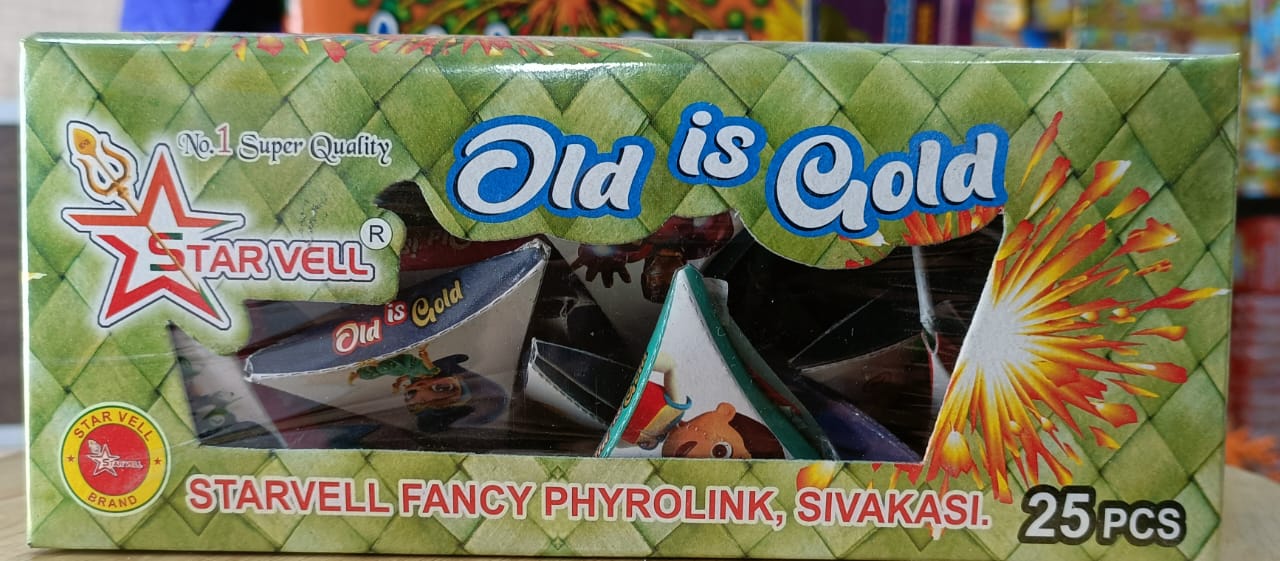 No.1 Super Quality
Old is Gold
STAR VELL ®
Old is Gold
STAR VELL
STARVELL
BRAND
STARVELL FANCY PHYROLINK, SIVAKASI.
25 PCS